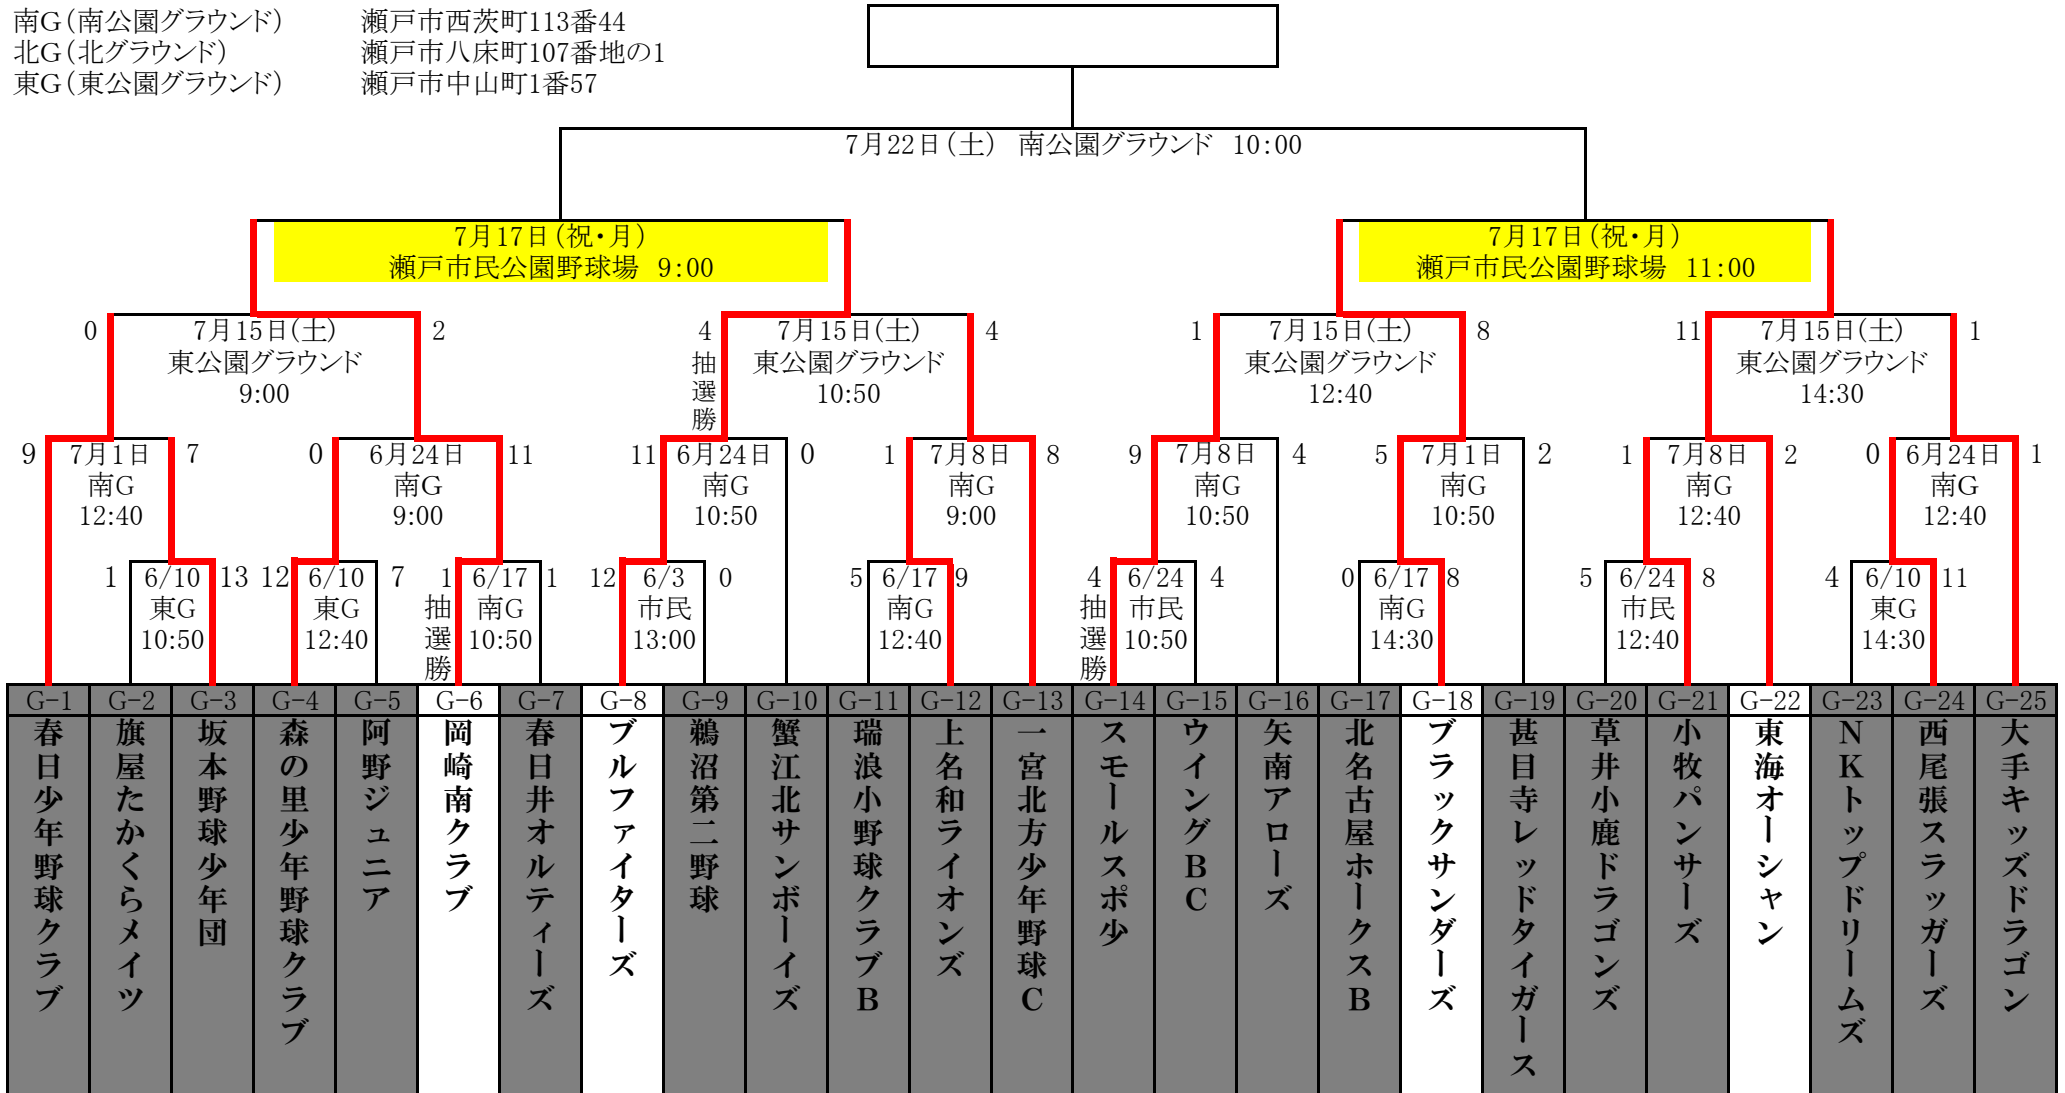 南G(南公園グラウンド) 瀬戸市西茨町113番44
北G(北グラウンド) 瀬戸市八床町107番地の1
東G(東公園グラウンド) 瀬戸市中山町1番57
7月22日(土) 南公園グラウンド 10:00
7月17日(祝・月)
瀬戸市民公園野球場 9:00
7月17日(祝・月)
瀬戸市民公園野球場 11:00
0 7月15日(土) 2
東公園グラウンド
9:00
4 7月15日(土) 4
抽選勝
東公園グラウンド
10:50
1 7月15日(土) 8
東公園グラウンド
12:40
11 7月15日(土) 1
東公園グラウンド
14:30
9 7月1日 7
南G
12:40
0 6月24日 11
南G
9:00
11 6月24日 0
南G
10:50
1 7月8日 8
南G
9:00
9 7月8日 4
南G
10:50
5 7月1日 2
南G
10:50
1 7月8日 2
南G
12:40
0 6月24日 1
南G
12:40
1 6/10 13
東G
10:50
12 6/10 7
東G
12:40
1 6/17 1
抽選勝
南G
10:50
12 6/3 0
市民
13:00
5 6/17 9
南G
12:40
4 6/24 4
抽選勝
市民
10:50
0 6/17 8
南G
14:30
5 6/24 8
市民
12:40
4 6/10 11
東G
14:30
G-1 G-2 G-3 G-4 G-5 G-6 G-7 G-8 G-9 G-10 G-11 G-12 G-13 G-14 G-15 G-16 G-17 G-18 G-19 G-20 G-21 G-22 G-23 G-24 G-25
春日少年野球クラブ
旗屋たかくらメイツ
坂本野球少年団
森の里少年野球クラブ
阿野ジュニア
岡崎南クラブ
春日井オルティーズ
ブルファイターズ
鵜沼第二野球
蟹江北サンボーイズ
瑞浪小野球クラブB
上名和ライオンズ
一宮北方少年野球C
スモールスポ少
ウイングBC
矢南アローズ
北名古屋ホークスB
ブラックサンダーズ
甚目寺レッドタイガース
草井小鹿ドラゴンズ
小牧パンサーズ
東海オーシャン
NKトップドリームズ
西尾張スラッガーズ
大手キッズドラゴン